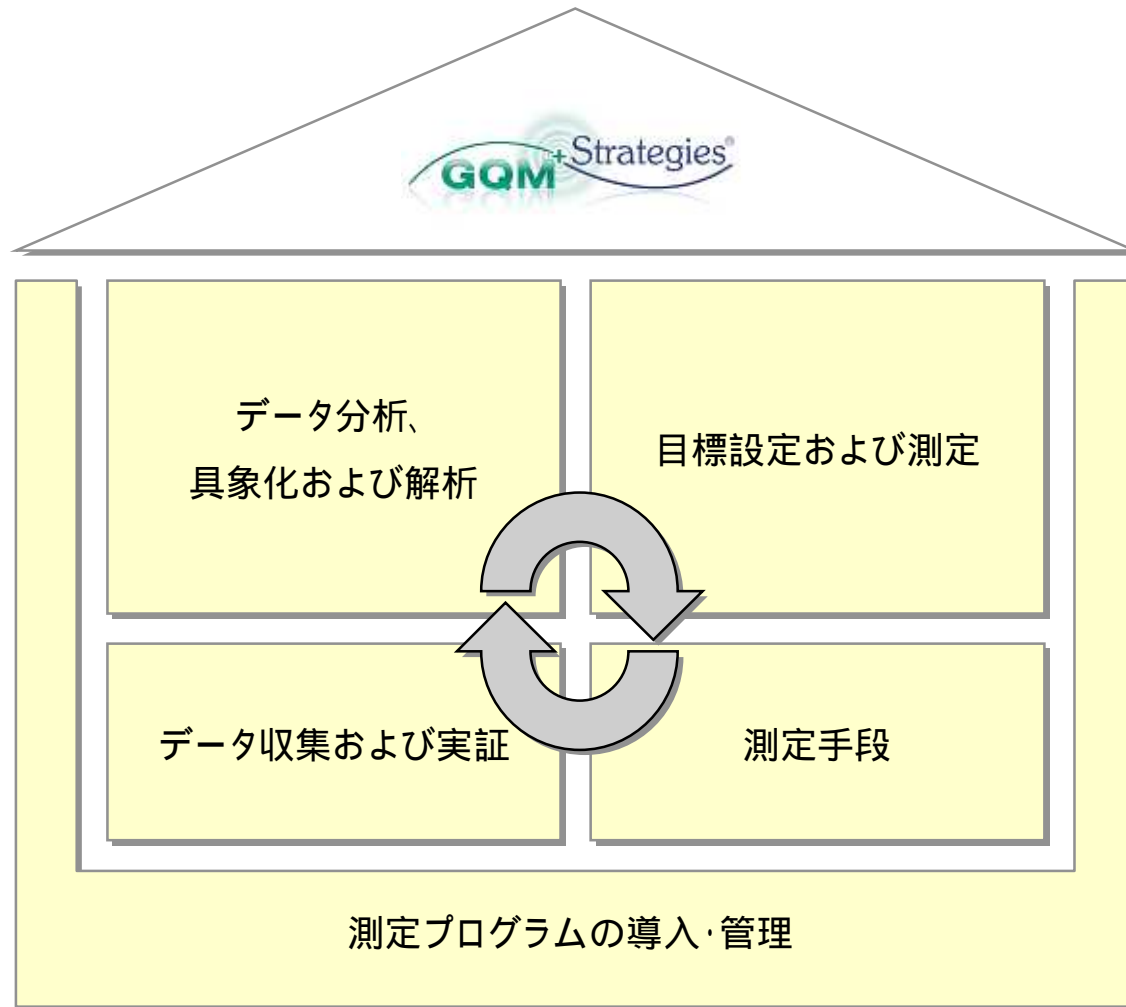 GQM+Strategies®
データ分析、
具象化および解析
目標設定および測定
データ収集および実証
測定手段
測定プログラムの導入・管理